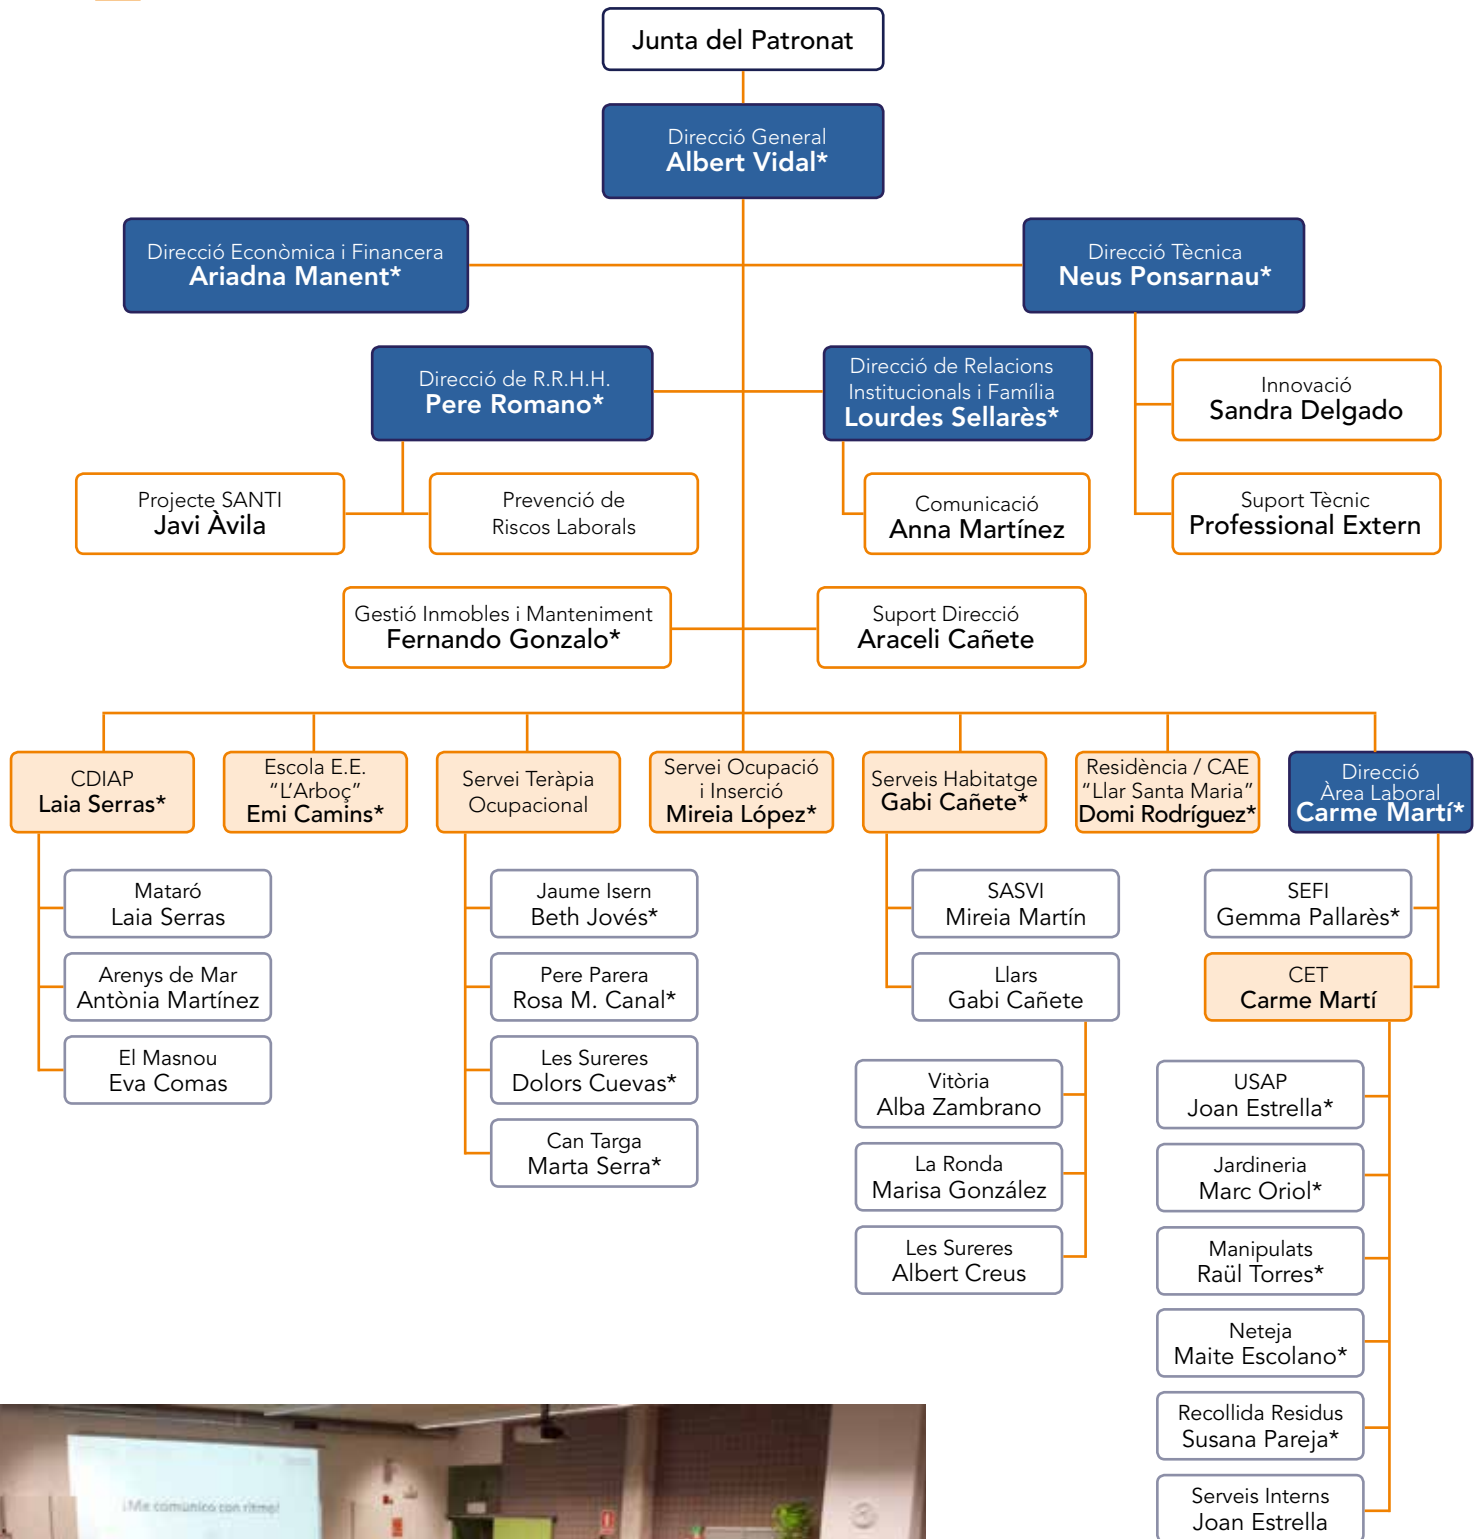 Junta del Patronat
Direcció General
Albert Vidal*
Direcció Econòmica i Financera
Ariadna Manent*
Direcció Tècnica
Neus Ponsarnau*
Direcció de R.R.H.H.
Pere Romano*
Direcció de Relacions
Institucionals i Família
Lourdes Sellarès*
Innovació
Sandra Delgado
Projecte SANTI
Javi Àvila
Prevenció de
Riscos Laborals
Comunicació
Anna Martínez
Suport Tècnic
Professional Extern
Gestió Inmobles i Manteniment
Fernando Gonzalo*
Suport Direcció
Araceli Cañete
CDIAP
Laia Serras*
Escola E.E.
"L'Arboç"
Emi Camins*
Servei Teràpia
Ocupacional
Servei Ocupació
i Inserció
Mireia López*
Serveis Habitatge
Gabi Cañete*
Residència / CAE
"Llar Santa Maria"
Domi Rodríguez*
Direcció
Àrea Laboral
Carme Martí*
Mataró
Laia Serras
Arenys de Mar
Antònia Martínez
El Masnou
Eva Comas
Jaume Isern
Beth Jovés*
Pere Parera
Rosa M. Canal*
Les Sureres
Dolors Cuevas*
Can Targa
Marta Serra*
SASVI
Mireia Martín
Llars
Gabi Cañete
Vitòria
Alba Zambrano
La Ronda
Marisa González
Les Sureres
Albert Creus
SEFI
Gemma Pallarès*
CET
Carme Martí
USAP
Joan Estrella*
Jardineria
Marc Oriol*
Manipulats
Raül Torres*
Neteja
Maite Escolano*
Recollida Residus
Susana Pareja*
Serveis Interns
Joan Estrella
¡Me comunico con ritmo!